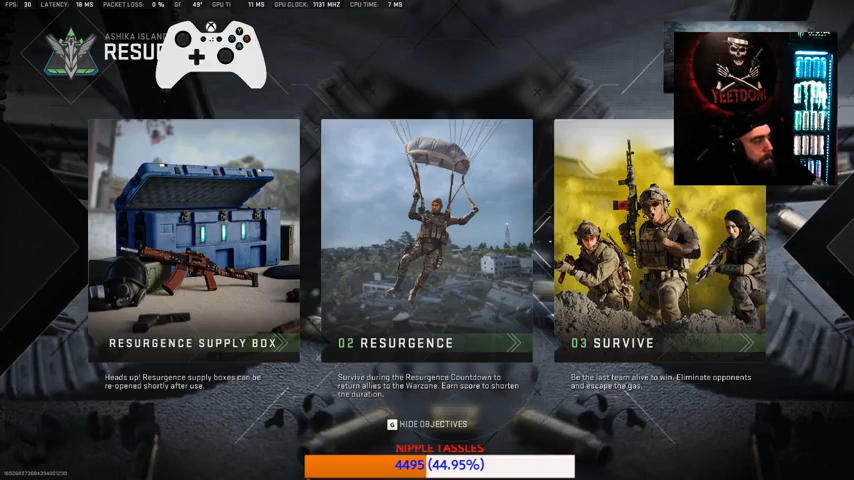 FPS: 30 LATENCY: 18 MS PACKET LOSS: 0 % GT 49° GPU TI 11 MS GPU CLOCK: 1131 MHZ CPU TIME: 7 MS
ASHIKA ISLAND
RESU
YEETDONI
RESURGENCE SUPPLY BOX
02 RESURGENCE
03 SURVIVE
Heads up! Resurgence supply boxes can be
re-opened shortly after use.
Survive during the Resurgence Countdown to
return allies to the Warzone. Earn score to shorten
the duration.
Be the last team alive to win. Eliminate opponents
and escape the gas.
G HIDE OBJECTIVES
NIPPLE TASSLES
4495 (44.95%)